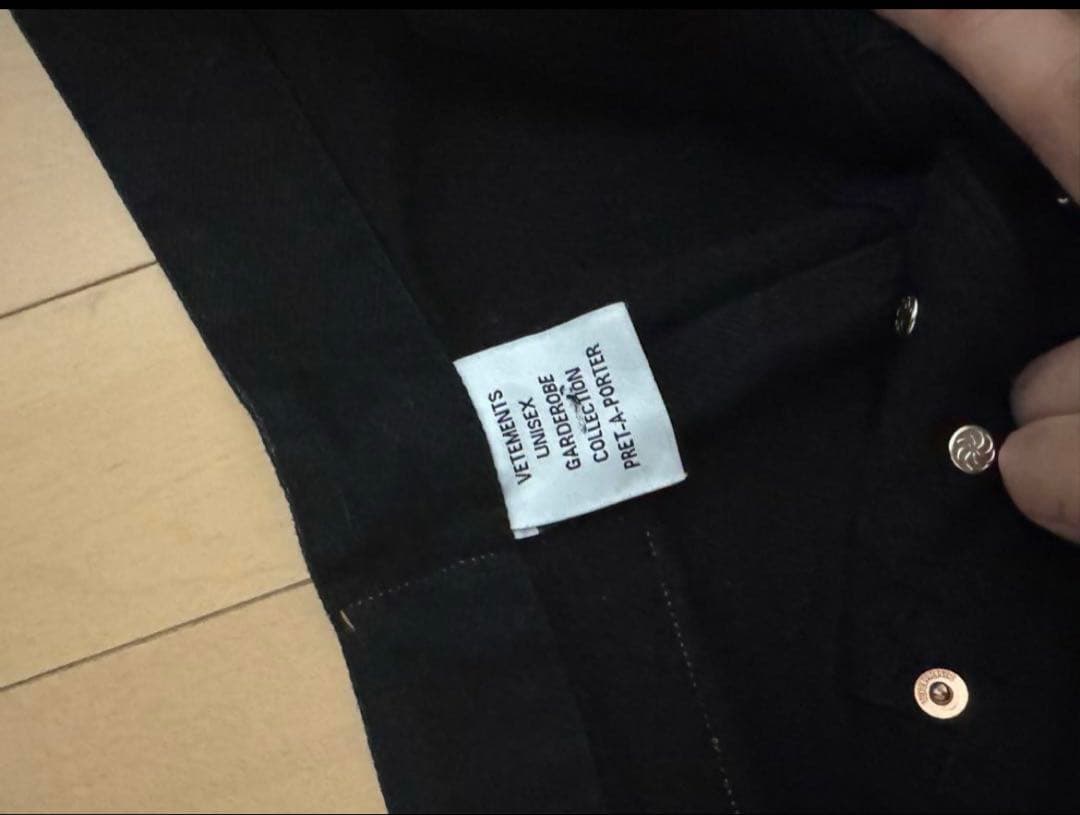 VETEMENTS
UNISEX
GARDEROBE
COLLECTION
PRET-A-PORTER